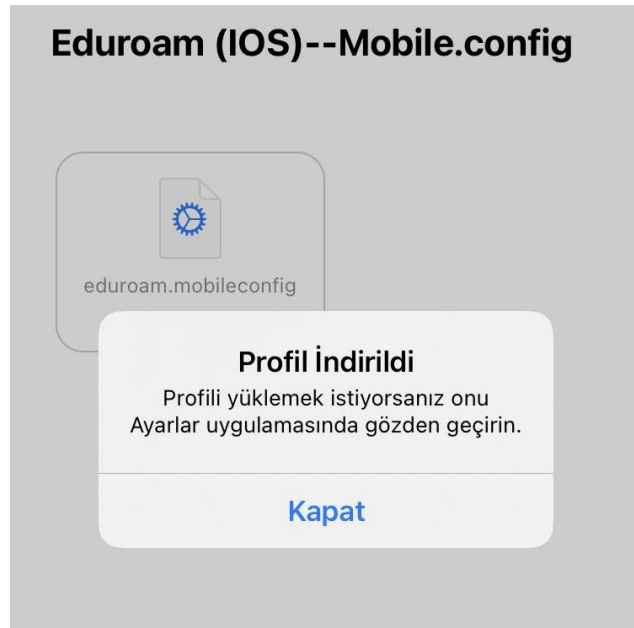 Eduroam (IOS)--Mobile.config
eduroam.mobileconfig
Profil İndirildi
Profili yüklemek istiyorsanız onu
Ayarlar uygulamasında gözden geçirin.
Kapat